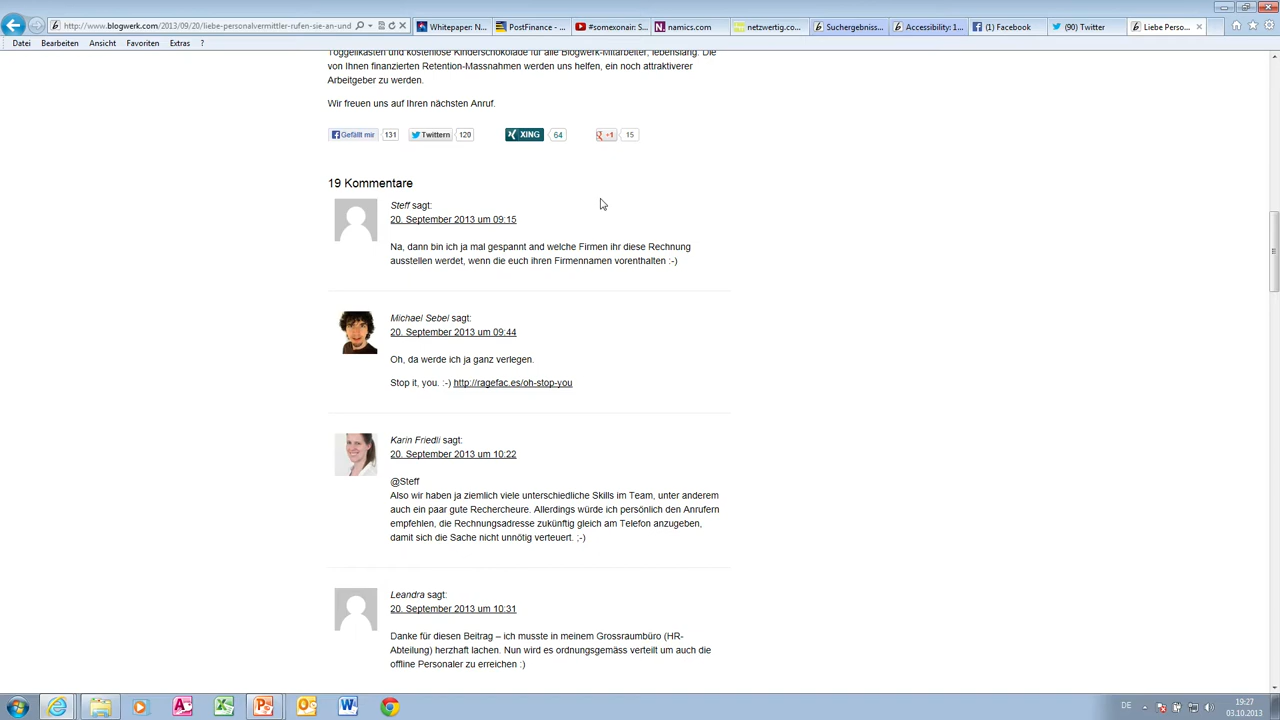 http://www.blogwerk.com/2013/09/20/liebe-personalvermittler-rufen-sie-an-und
Whitepaper: N...
PostFinance - ...
#somexonair: S...
namics.com
netzwertig.co...
Suchergebniss...
Accessibility: 1...
(1) Facebook
(90) Twitter
Liebe Perso...
Datei Bearbeiten Ansicht Favoriten Extras ?
Töggelikasten und kostenlose Kinderschokolade für alle Blogwerk-Mitarbeiter, lebenslang. Die
von Ihnen finanzierten Retention-Massnahmen werden uns helfen, ein noch attraktiverer
Arbeitgeber zu werden.
Wir freuen uns auf Ihren nächsten Anruf.
Gefällt mir 131 Twittern 120 XING 64 +1 15
19 Kommentare
Steff sagt:
20. September 2013 um 09:15
Na, dann bin ich ja mal gespannt and welche Firmen ihr diese Rechnung
ausstellen werdet, wenn die euch ihren Firmennamen vorenthalten :-)
Michael Sebel sagt:
20. September 2013 um 09:44
Oh, da werde ich ja ganz verlegen.
Stop it, you. :-) http://ragefac.es/oh-stop-you
Karin Friedli sagt:
20. September 2013 um 10:22
@Steff
Also wir haben ja ziemlich viele unterschiedliche Skills im Team, unter anderem
auch ein paar gute Rechercheure. Allerdings würde ich persönlich den Anrufern
empfehlen, die Rechnungsadresse zukünftig gleich am Telefon anzugeben,
damit sich die Sache nicht unnötig verteuert. ;-)
Leandra sagt:
20. September 2013 um 10:31
Danke für diesen Beitrag – ich musste in meinem Grossraumbüro (HR-
Abteilung) herzhaft lachen. Nun wird es ordnungsgemäss verteilt um auch die
offline Personaler zu erreichen :)
DE
19:27
03.10.2013